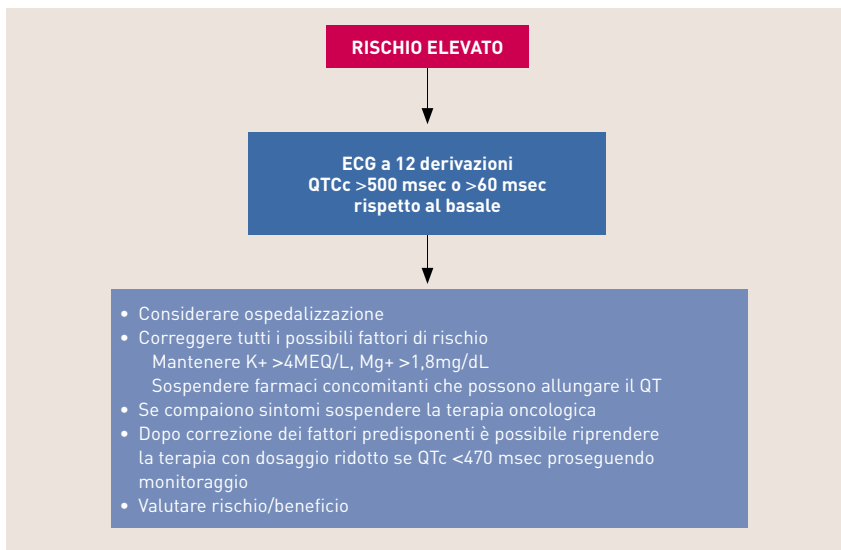 RISCHIO ELEVATO
ECG a 12 derivazioni
QTCc >500 msec o >60 msec
rispetto al basale
• Considerare ospedalizzazione
• Correggere tutti i possibili fattori di rischio
Mantenere K+ >4MEQ/L, Mg+ >1,8mg/dL
Sospendere farmaci concomitanti che possono allungare il QT
• Se compaiono sintomi sospendere la terapia oncologica
• Dopo correzione dei fattori predisponenti è possibile riprendere
la terapia con dosaggio ridotto se QTc <470 msec proseguendo
monitoraggio
• Valutare rischio/beneficio